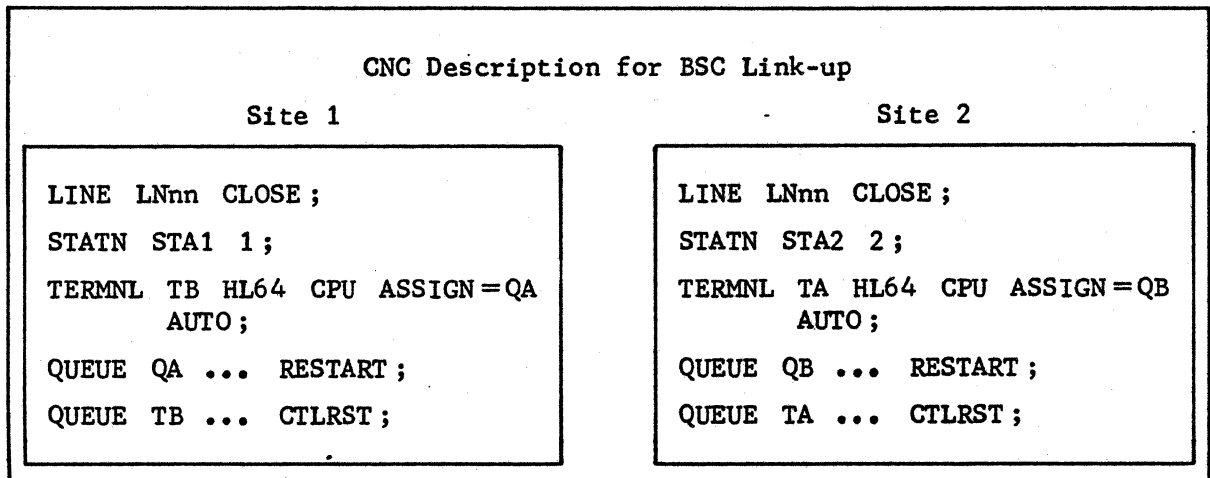 CNC Description for BSC Link-up
Site 1
LINE LNnn CLOSE ;
STATN STA1 1 ;
TERMNL TB HL64 CPU ASSIGN = QA
AUTO ;
QUEUE QA ... RESTART ;
QUEUE TB ... CTLRST ;
Site 2
LINE LNnn CLOSE ;
STATN STA2 2 ;
TERMNL TA HL64 CPU ASSIGN = QB
AUTO ;
QUEUE QB ... RESTART ;
QUEUE TA ... CTLRST ;